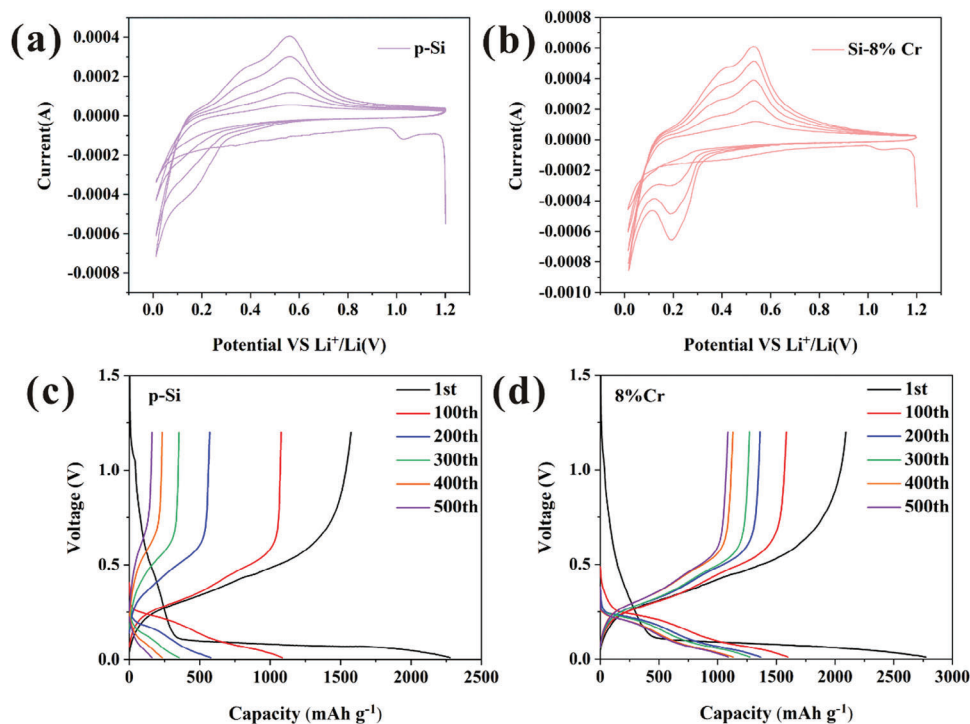 (a)
p-Si
0.0004
0.0002
0.0000
-0.0002
-0.0004
-0.0006
-0.0008
Current(A)
0.0
0.2
0.4
0.6
0.8
1.0
1.2
Potential VS Li⁺/Li(V)
(b)
Si-8% Cr
0.0006
0.0004
0.0002
0.0000
-0.0002
-0.0004
-0.0006
-0.0008
-0.0010
Current(A)
0.0
0.2
0.4
0.6
0.8
1.0
1.2
Potential VS Li⁺/Li(V)
(c)
p-Si
1st
100th
200th
300th
400th
500th
1.5
1.0
0.5
0.0
Voltage (V)
0
500
1000
1500
2000
2500
Capacity (mAh g⁻¹)
(d)
8%Cr
1st
100th
200th
300th
400th
500th
1.5
1.0
0.5
0.0
Voltage (V)
0
500
1000
1500
2000
2500
3000
Capacity (mAh g⁻¹)